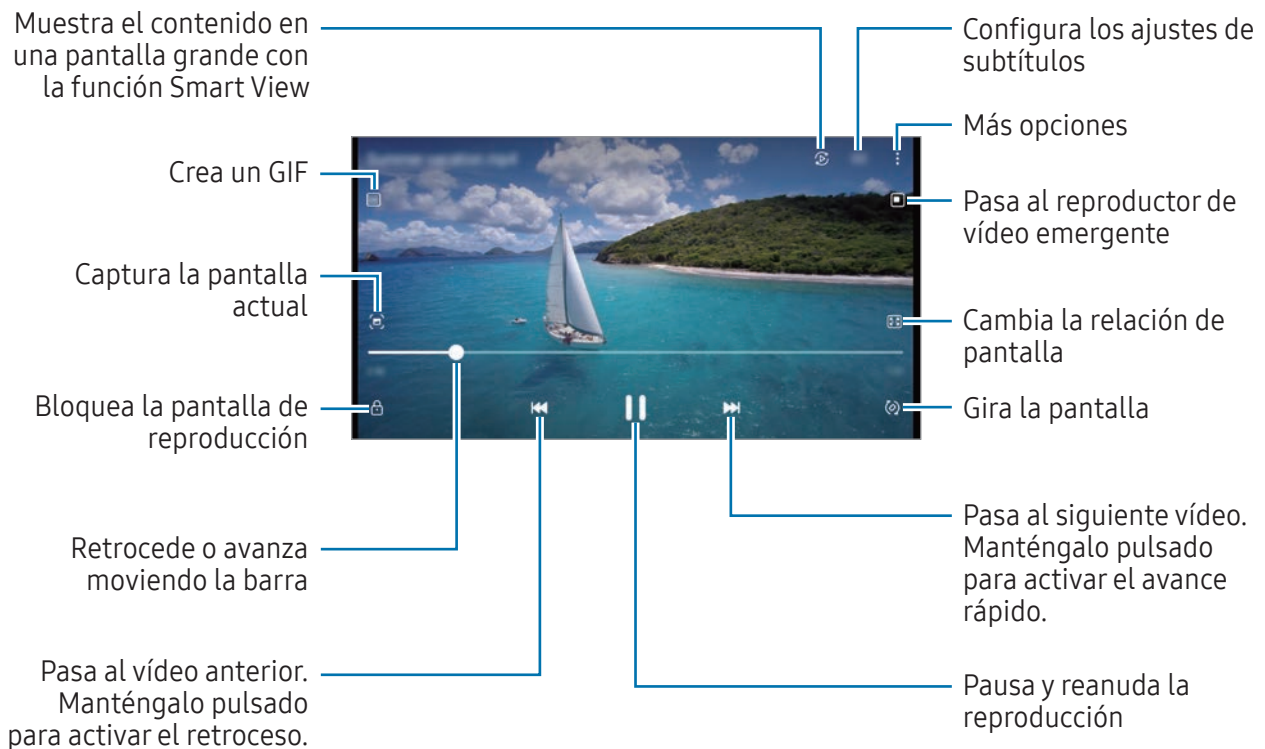 Muestra el contenido en
una pantalla grande con
la función Smart View
Configura los ajustes de
subtítulos
Más opciones
Crea un GIF
Pasa al reproductor de
vídeo emergente
Captura la pantalla
actual
Cambia la relación de
pantalla
Bloquea la pantalla de
reproducción
Gira la pantalla
Retrocede o avanza
moviendo la barra
Pasa al siguiente vídeo.
Manténgalo pulsado
para activar el avance
rápido.
Pasa al vídeo anterior.
Manténgalo pulsado
para activar el retroceso.
Pausa y reanuda la
reproducción